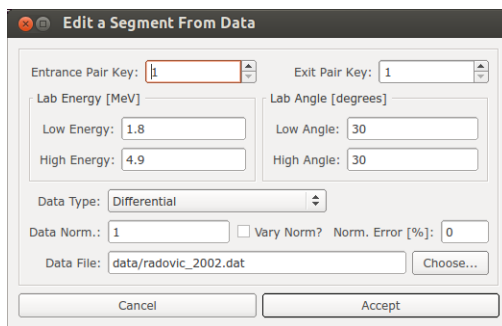 Edit a Segment From Data
Entrance Pair Key: 1 Exit Pair Key: 1
Lab Energy [MeV] Lab Angle [degrees]
Low Energy: 1.8 Low Angle: 30
High Energy: 4.9 High Angle: 30
Data Type: Differential
Data Norm.: 1 Vary Norm? Norm. Error [%]: 0
Data File: data/radovic_2002.dat Choose...
Cancel Accept